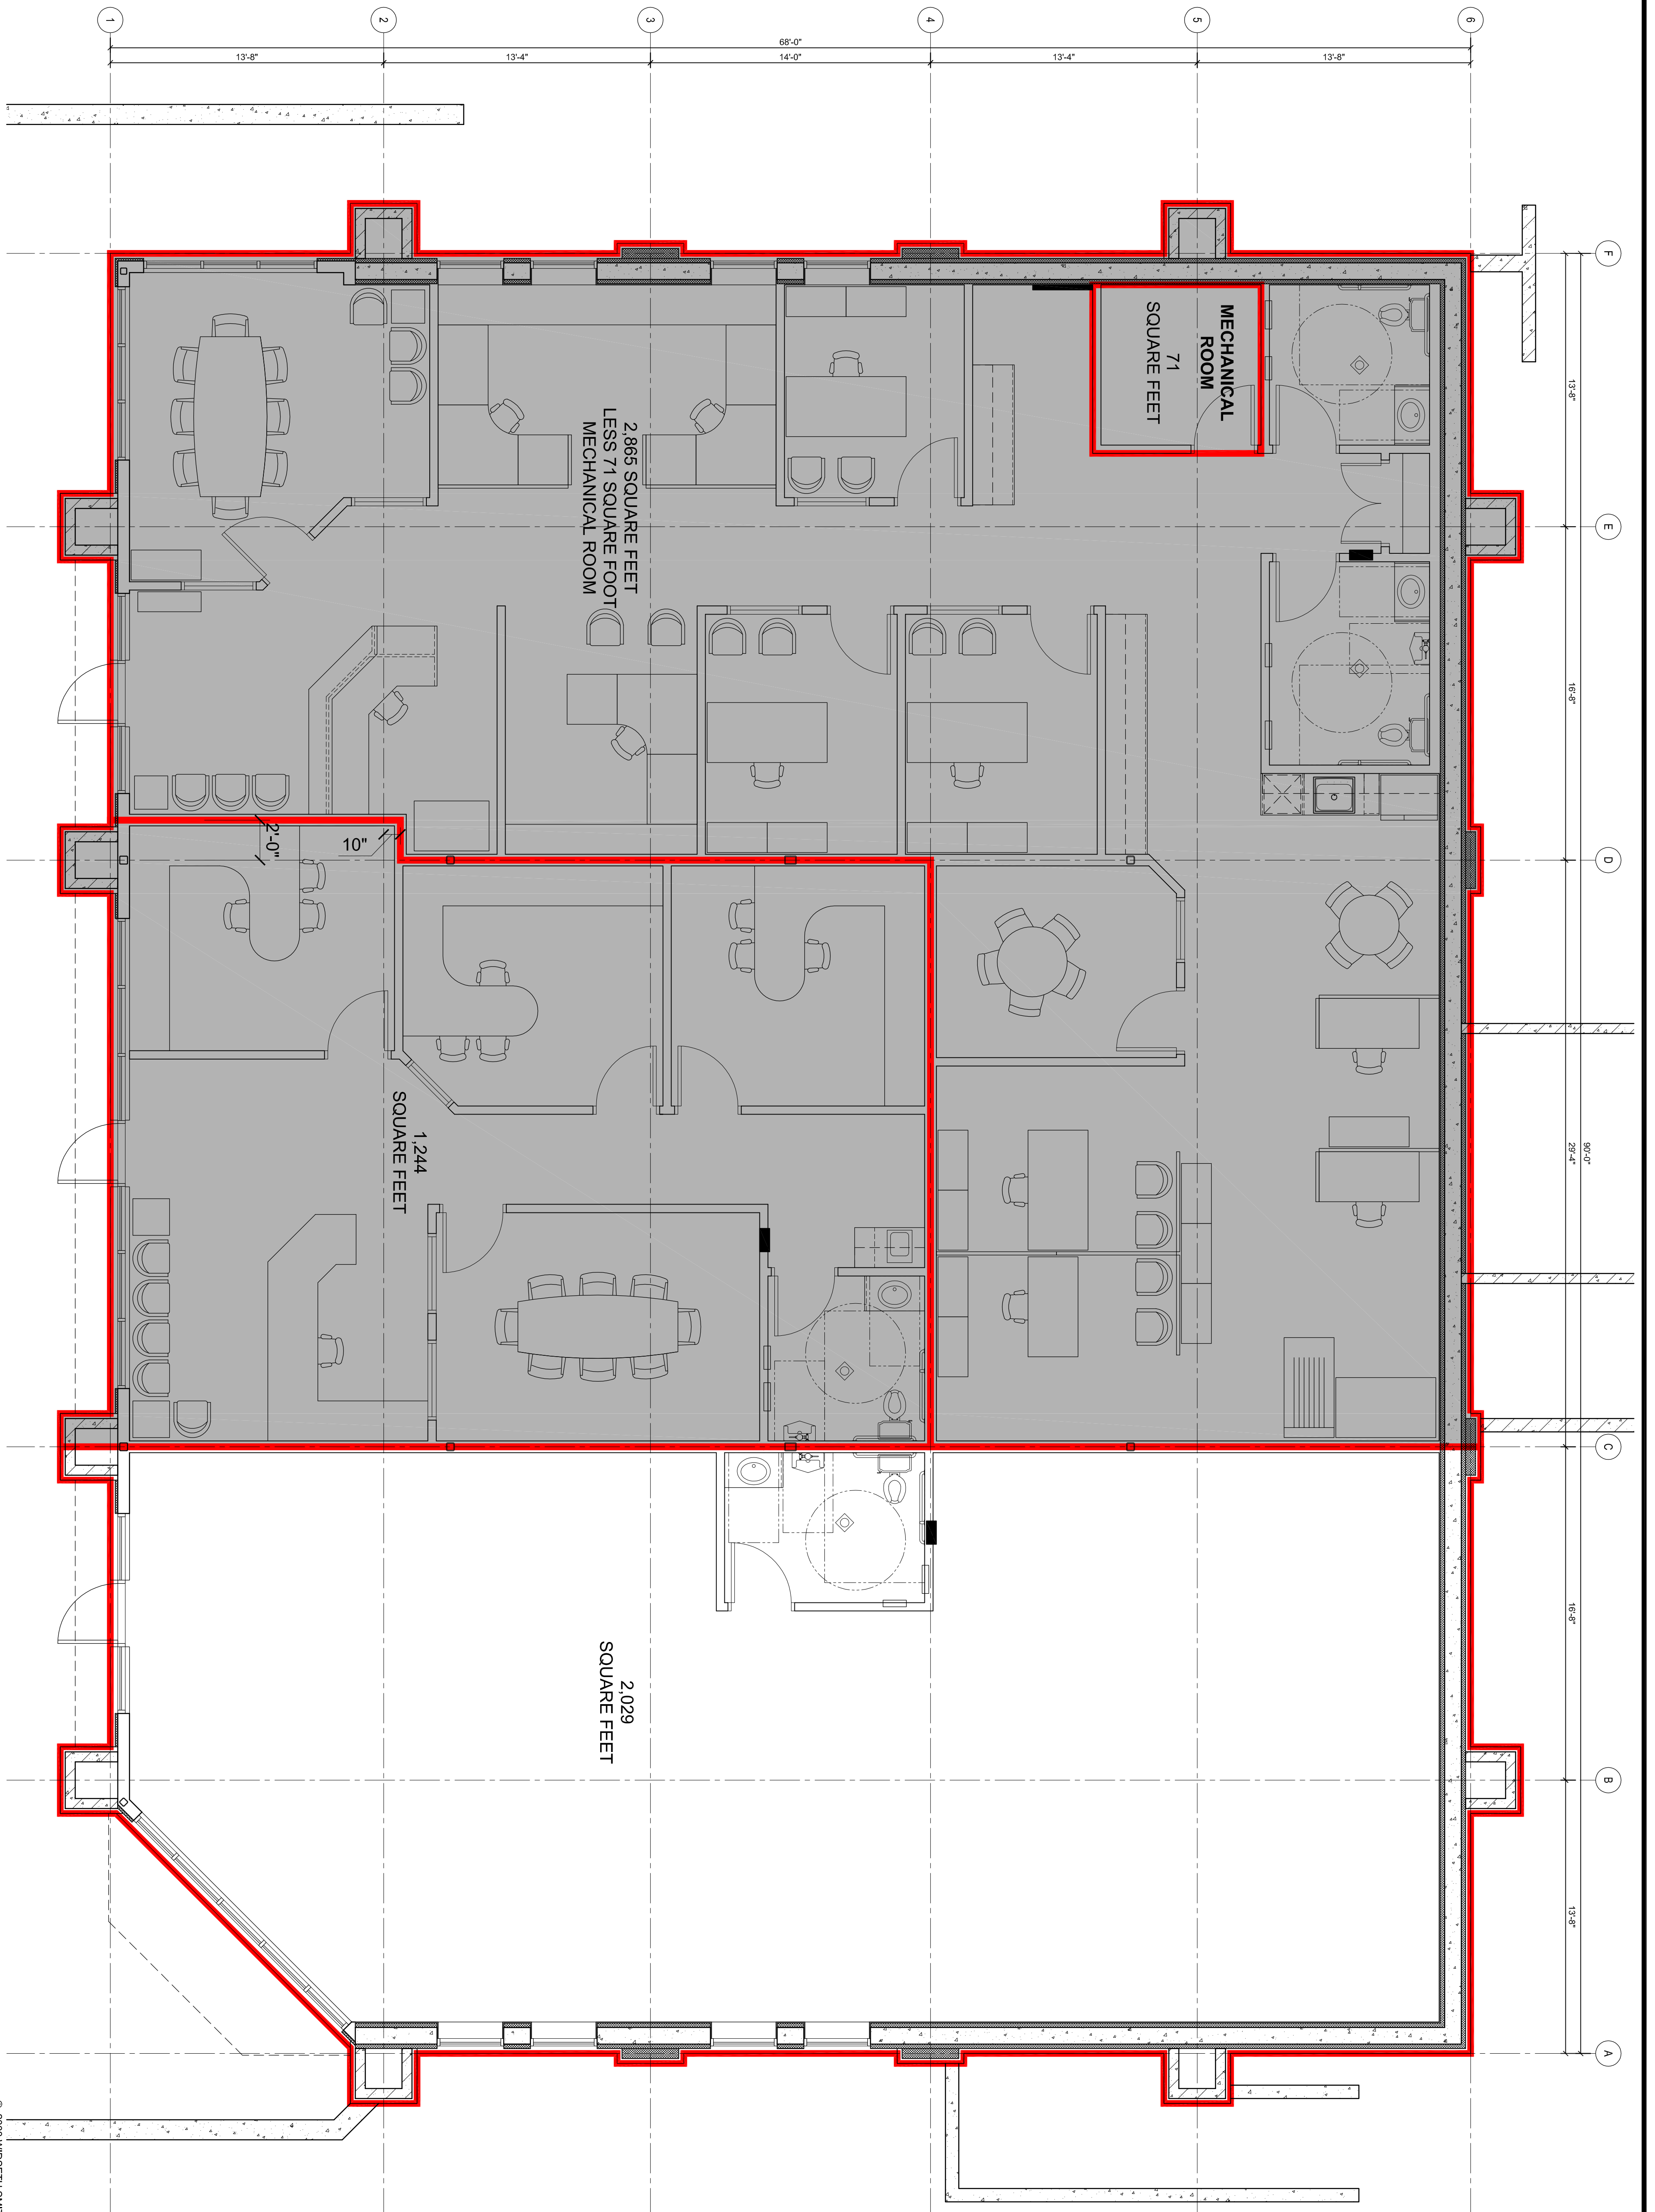 1
2
3
4
5
6
68'-0"
13'-8"
13'-4"
14'-0"
13'-4"
13'-8"
F
E
D
C
B
A
90'-0"
13'-8"
16'-8"
29'-4"
16'-8"
13'-8"
MECHANICAL
ROOM
71
SQUARE FEET
2,865 SQUARE FEET
LESS 71 SQUARE FOOT
MECHANICAL ROOM
2'-0"
10"
1,244
SQUARE FEET
2,029
SQUARE FEET